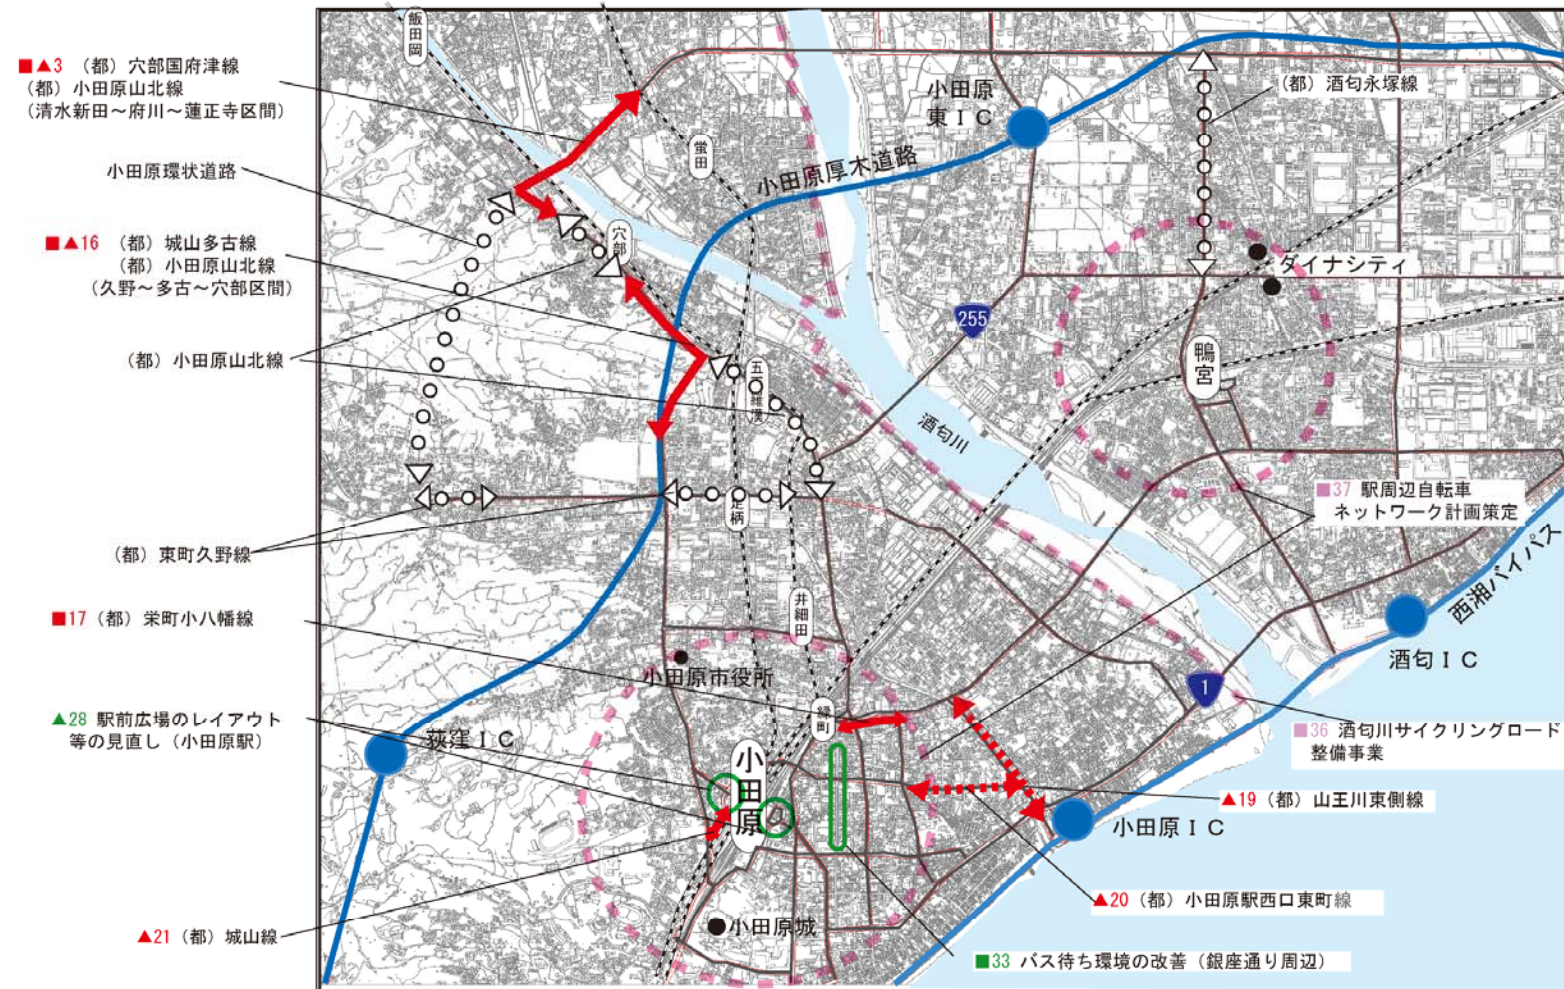 ■▲3 （都）穴部国府津線
（都）小田原山北線
（清水新田～府川～蓮正寺区間）
小田原環状道路
■▲16 （都）城山多古線
（都）小田原山北線
（久野～多古～穴部区間）
（都）小田原山北線
（都）東町久野線
■17（都）栄町小八幡線
▲28 駅前広場のレイアウト
等の見直し（小田原駅）
▲21（都）城山線
飯田岡
螢田
穴部
小田原厚木道路
小田原
東ＩＣ
（都）酒匂永塚線
ダイナシティ
255
鴨宮
酒匂川
足柄
井細田
■37 駅周辺自転車
ネットワーク計画策定
西湘バイパス
酒匂ＩＣ
小田原市役所
緑町
1
■36 酒匂川サイクリングロード
整備事業
荻窪ＩＣ
小田原
▲19（都）山王川東側線
小田原ＩＣ
▲20（都）小田原駅西口東町線
小田原城
■33 バス待ち環境の改善（銀座通り周辺）